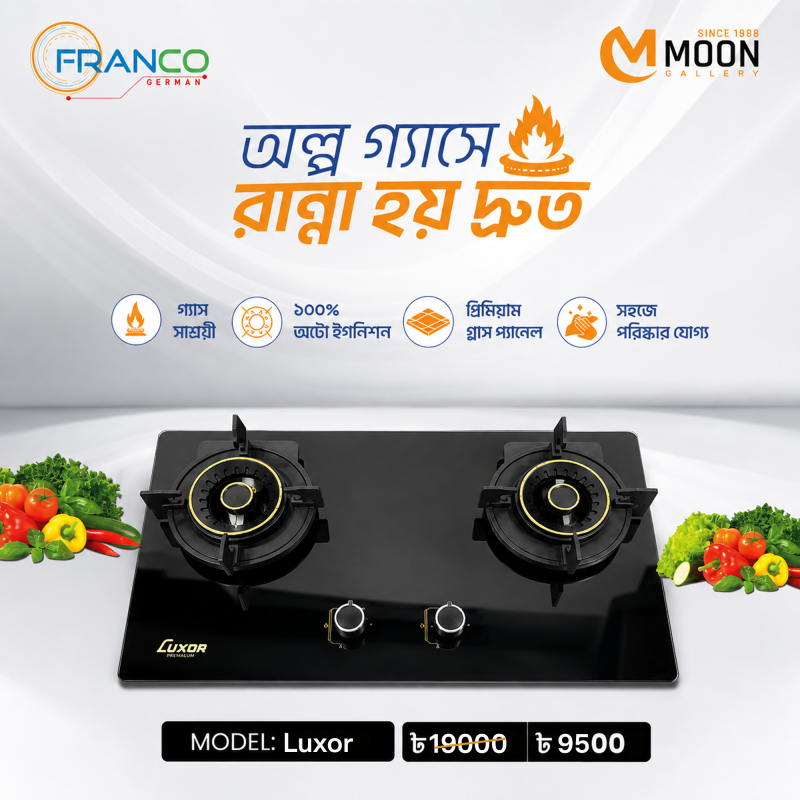 FRANCO
GERMAN
SINCE 1988
MOON
GALLERY
অল্প গ্যাসে
রান্না হয় দ্রুত
গ্যাস
সাশ্রয়ী
১০০%
অটো ইগনিশন
প্রিমিয়াম
গ্লাস প্যানেল
সহজে
পরিষ্কার যোগ্য
LUXOR
PREMALUM
MODEL: Luxor
৳19000
৳ 9500